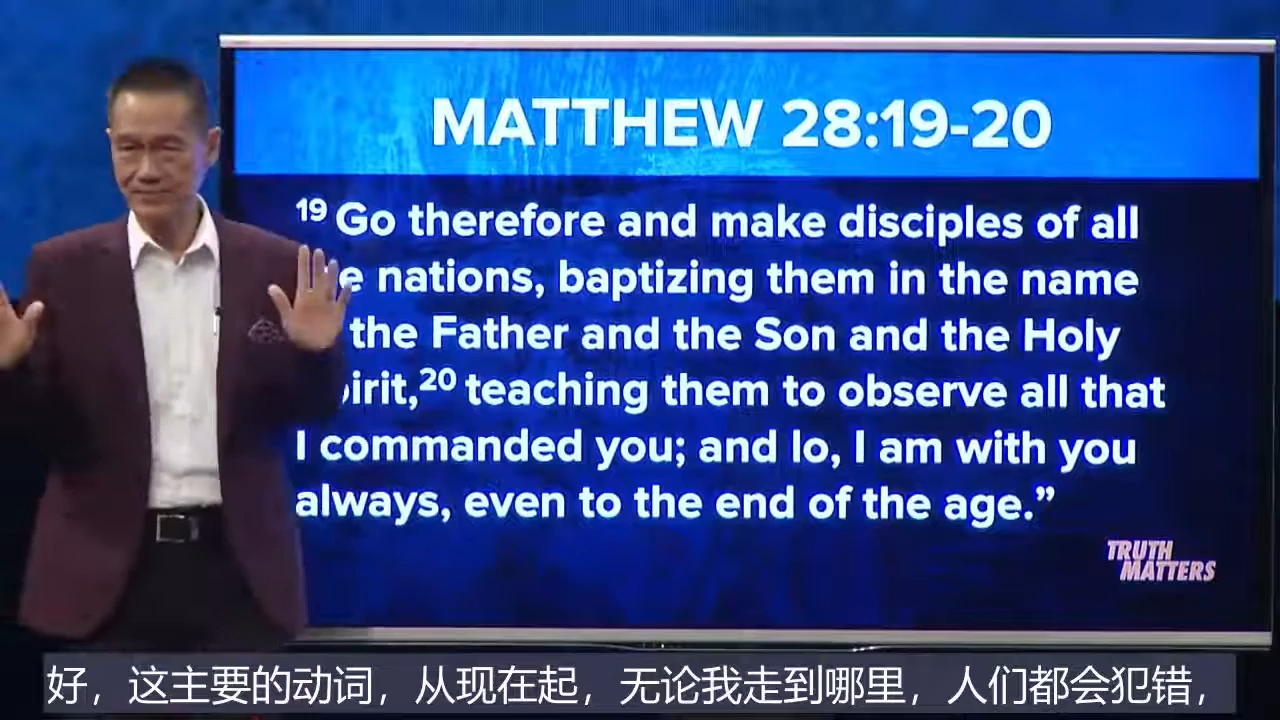 MATTHEW 28:19-20
19 Go therefore and make disciples of all
nations, baptizing them in the name
the Father and the Son and the Holy
20 teaching them to observe all that
I commanded you; and lo, I am with you
always, even to the end of the age.”
TRUTH
MATTERS
好，这主要的动词，从现在起，无论我走到哪里，人们都会犯错，